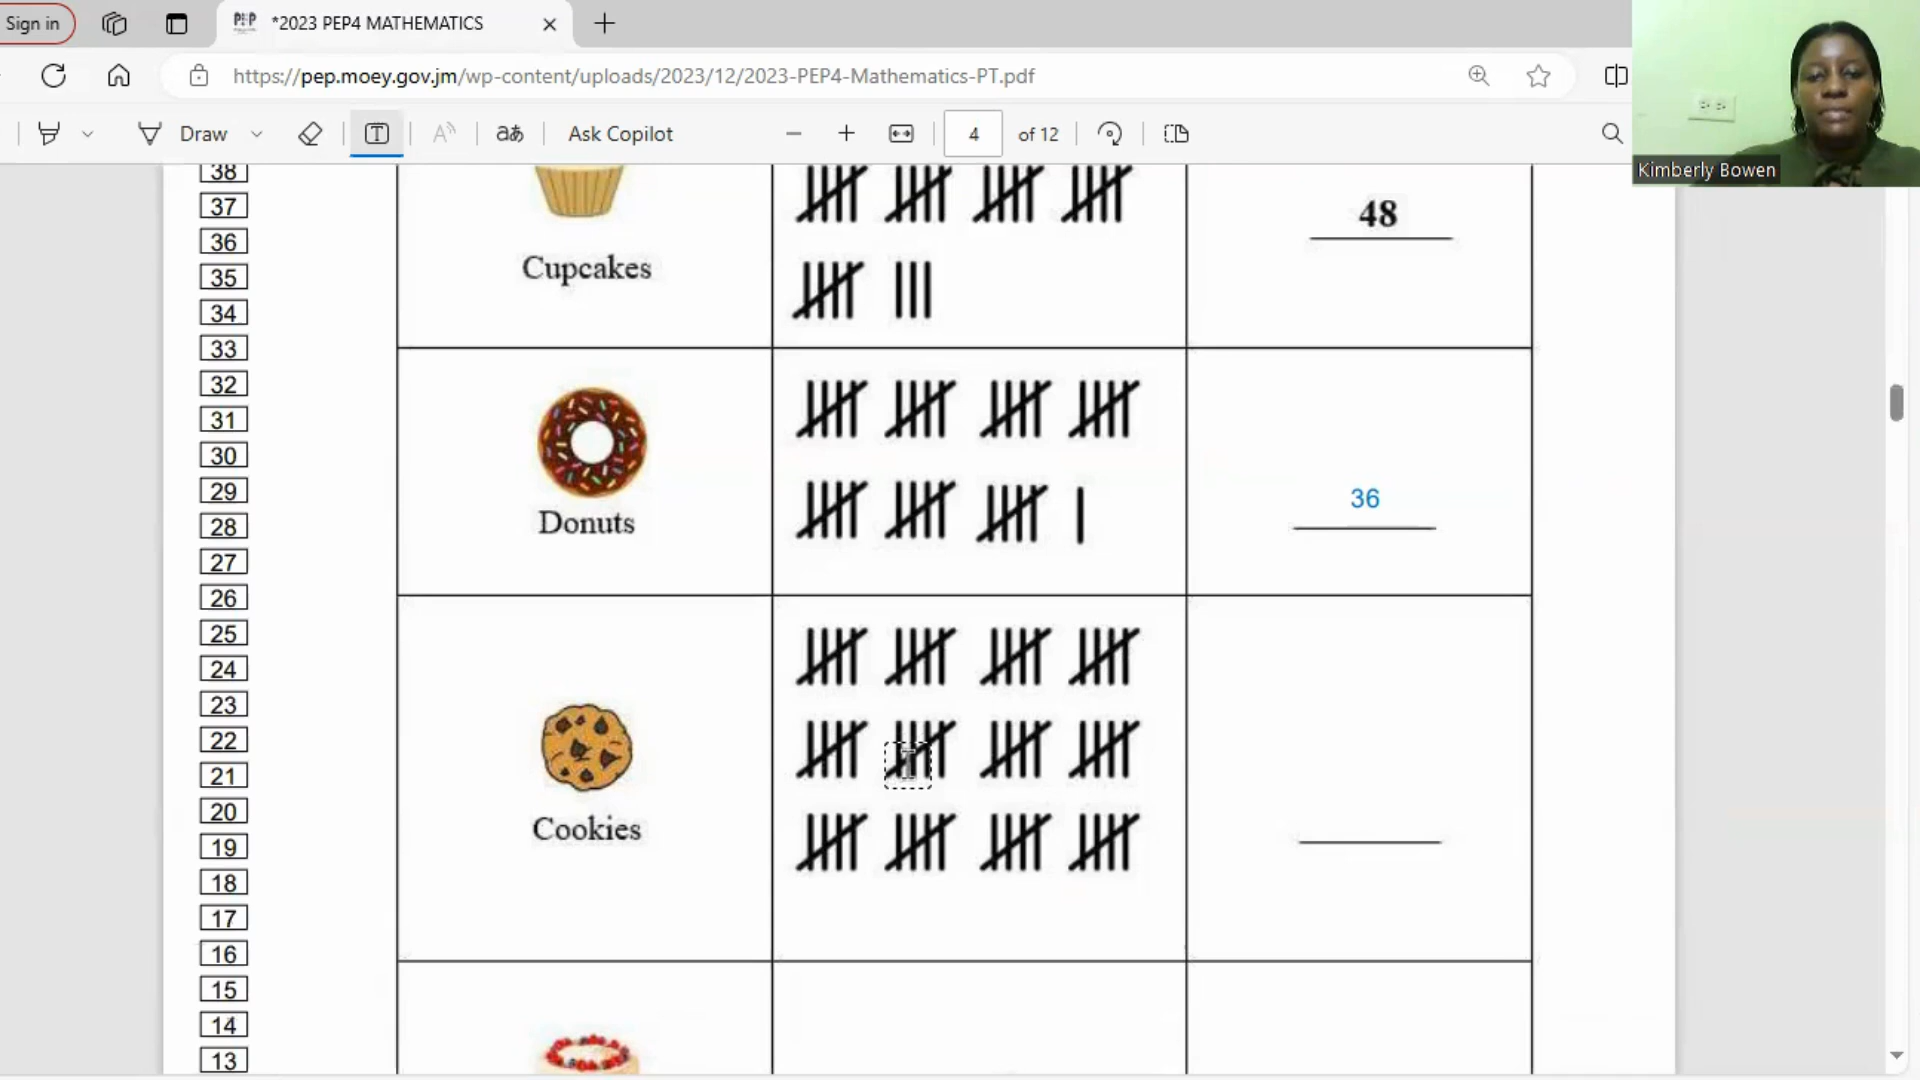 Sign in
PEP
*2023 PEP4 MATHEMATICS
https://pep.moey.gov.jm/wp-content/uploads/2023/12/2023-PEP4-Mathematics-PT.pdf
Draw
T
A
aあ
Ask Copilot
4 of 12
Kimberly Bowen
38
37
36
35
34
33
32
31
30
29
28
27
26
25
24
23
22
21
20
19
18
17
16
15
14
13
Cupcakes
48
Donuts
36
Cookies